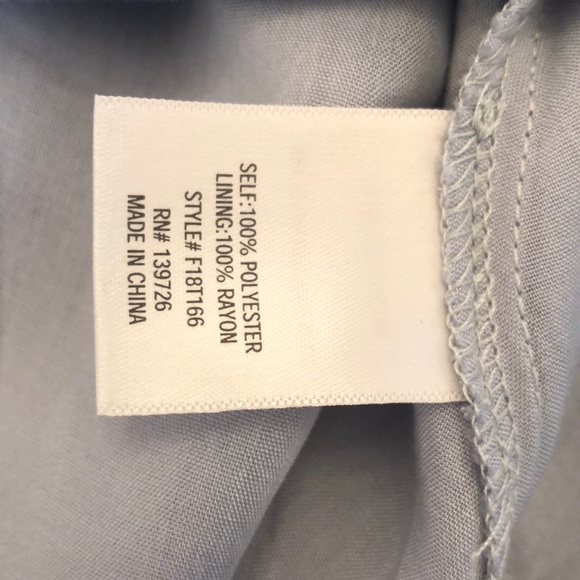 SELF:100% POLYESTER
LINING:100% RAYON
STYLE# F18T166
RN# 139726
MADE IN CHINA